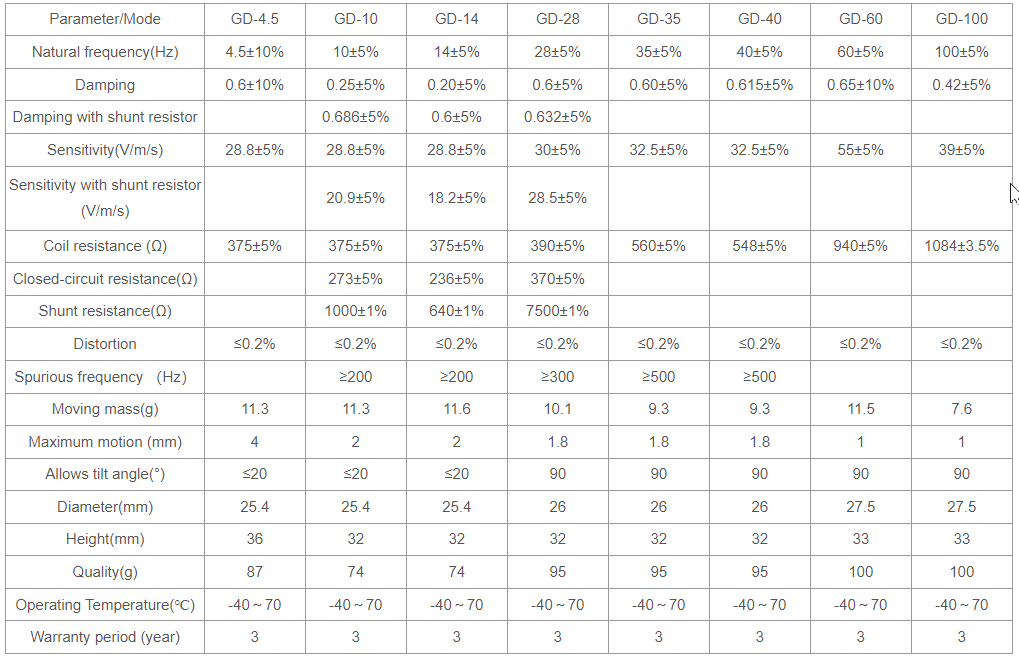 Parameter/Mode GD-4.5 GD-10 GD-14 GD-28 GD-35 GD-40 GD-60 GD-100
Natural frequency(Hz) 4.5±10% 10±5% 14±5% 28±5% 35±5% 40±5% 60±5% 100±5%
Damping 0.6±10% 0.25±5% 0.20±5% 0.6±5% 0.60±5% 0.615±5% 0.65±10% 0.42±5%
Damping with shunt resistor 0.686±5% 0.6±5% 0.632±5%
Sensitivity(V/m/s) 28.8±5% 28.8±5% 28.8±5% 30±5% 32.5±5% 32.5±5% 55±5% 39±5%
Sensitivity with shunt resistor
(V/m/s) 20.9±5% 18.2±5% 28.5±5%
Coil resistance (Ω) 375±5% 375±5% 375±5% 390±5% 560±5% 548±5% 940±5% 1084±3.5%
Closed-circuit resistance(Ω) 273±5% 236±5% 370±5%
Shunt resistance(Ω) 1000±1% 640±1% 7500±1%
Distortion ≤0.2% ≤0.2% ≤0.2% ≤0.2% ≤0.2% ≤0.2% ≤0.2% ≤0.2%
Spurious frequency （Hz） ≥200 ≥200 ≥300 ≥500 ≥500
Moving mass(g) 11.3 11.3 11.6 10.1 9.3 9.3 11.5 7.6
Maximum motion (mm) 4 2 2 1.8 1.8 1.8 1 1
Allows tilt angle(°) ≤20 ≤20 ≤20 90 90 90 90 90
Diameter(mm) 25.4 25.4 25.4 26 26 26 27.5 27.5
Height(mm) 36 32 32 32 32 32 33 33
Quality(g) 87 74 74 95 95 95 100 100
Operating Temperature(℃) -40～70 -40～70 -40～70 -40～70 -40～70 -40～70 -40～70 -40～70
Warranty period (year) 3 3 3 3 3 3 3 3